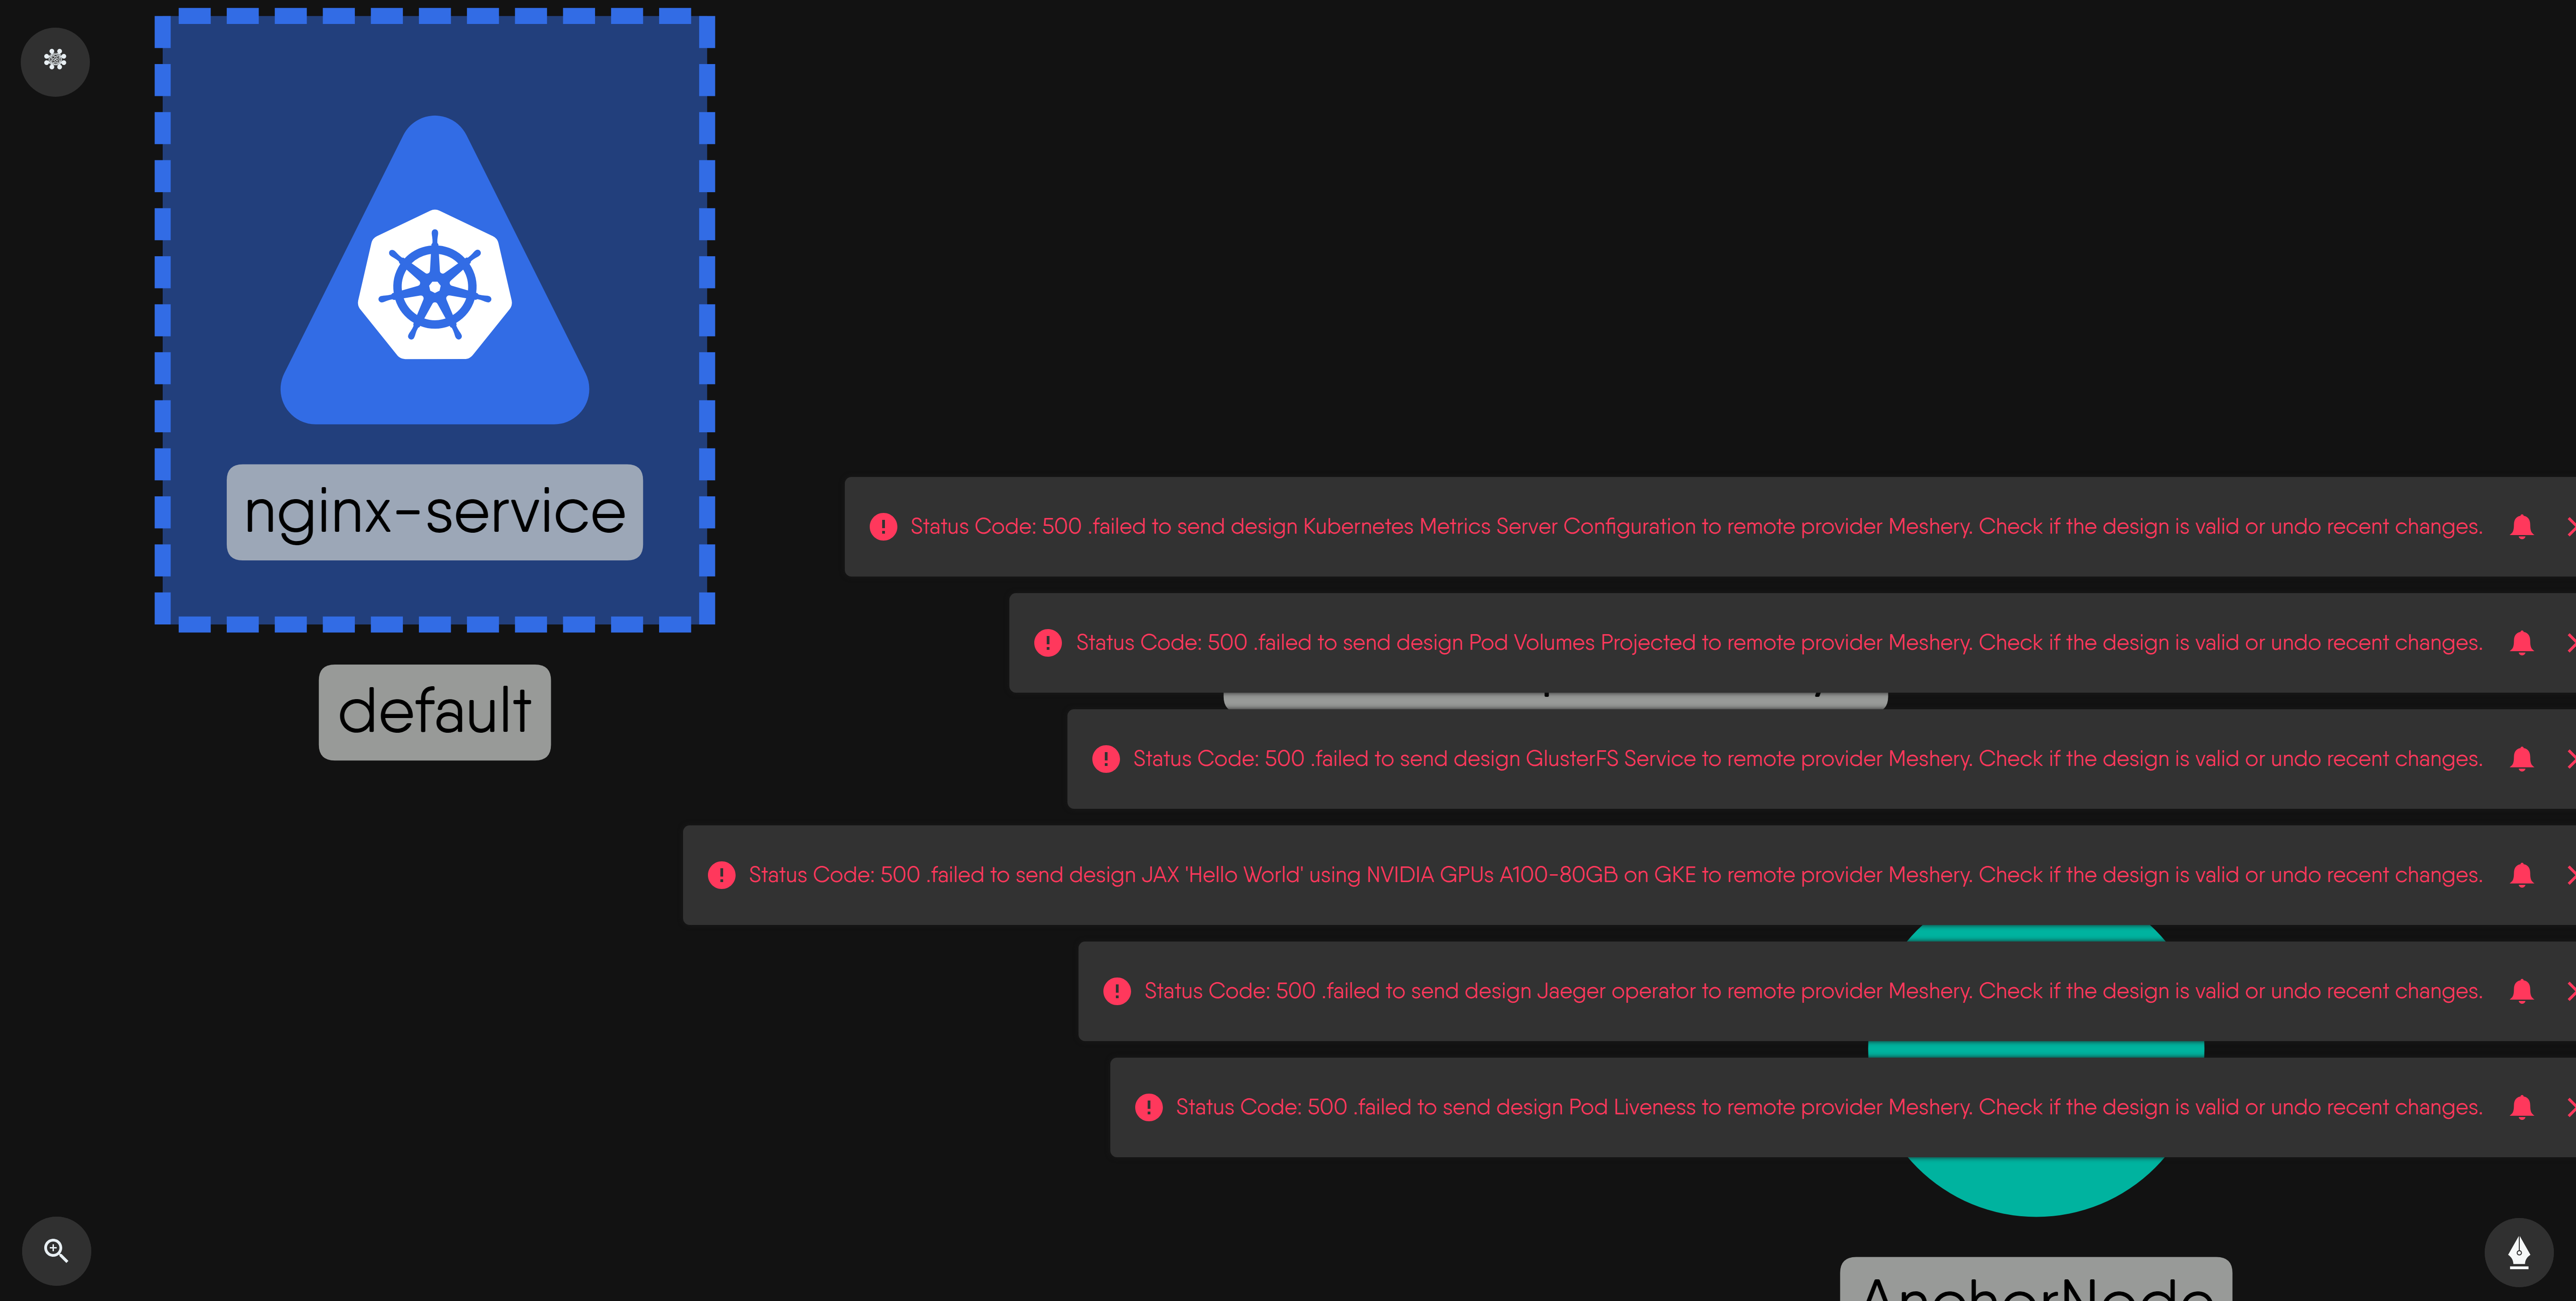 nginx-service
default
Status Code: 500 .failed to send design Kubernetes Metrics Server Configuration to remote provider Meshery. Check if the design is valid or undo recent changes.
Status Code: 500 .failed to send design Pod Volumes Projected to remote provider Meshery. Check if the design is valid or undo recent changes.
Status Code: 500 .failed to send design GlusterFS Service to remote provider Meshery. Check if the design is valid or undo recent changes.
Status Code: 500 .failed to send design JAX 'Hello World' using NVIDIA GPUs A100-80GB on GKE to remote provider Meshery. Check if the design is valid or undo recent changes.
Status Code: 500 .failed to send design Jaeger operator to remote provider Meshery. Check if the design is valid or undo recent changes.
Status Code: 500 .failed to send design Pod Liveness to remote provider Meshery. Check if the design is valid or undo recent changes.
AnchorNode